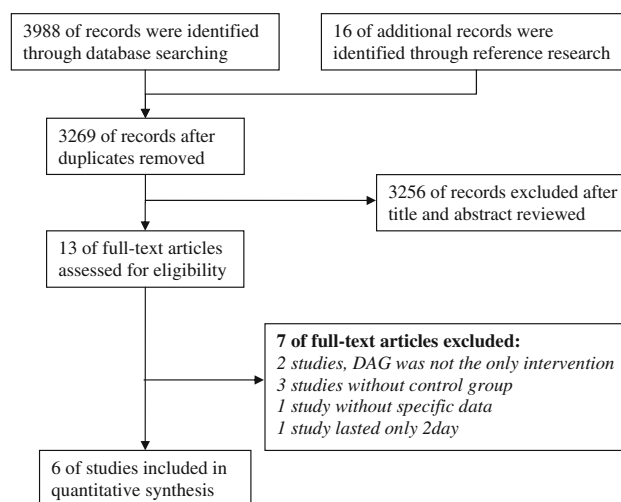 3988 of records were identified
through database searching
16 of additional records were
identified through reference research
3269 of records after
duplicates removed
3256 of records excluded after
title and abstract reviewed
13 of full-text articles
assessed for eligibility
7 of full-text articles excluded:
2 studies, DAG was not the only intervention
3 studies without control group
1 study without specific data
1 study lasted only 2day
6 of studies included in
quantitative synthesis